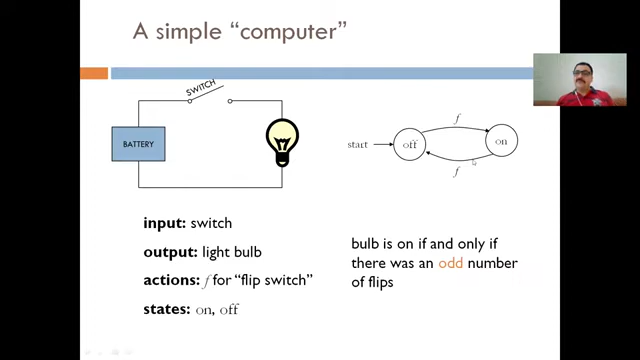 A simple “computer”
SWITCH
BATTERY
f
start
off
on
f
input: switch
output: light bulb
actions: f for “flip switch”
states: on, off
bulb is on if and only if
there was an odd number
of flips